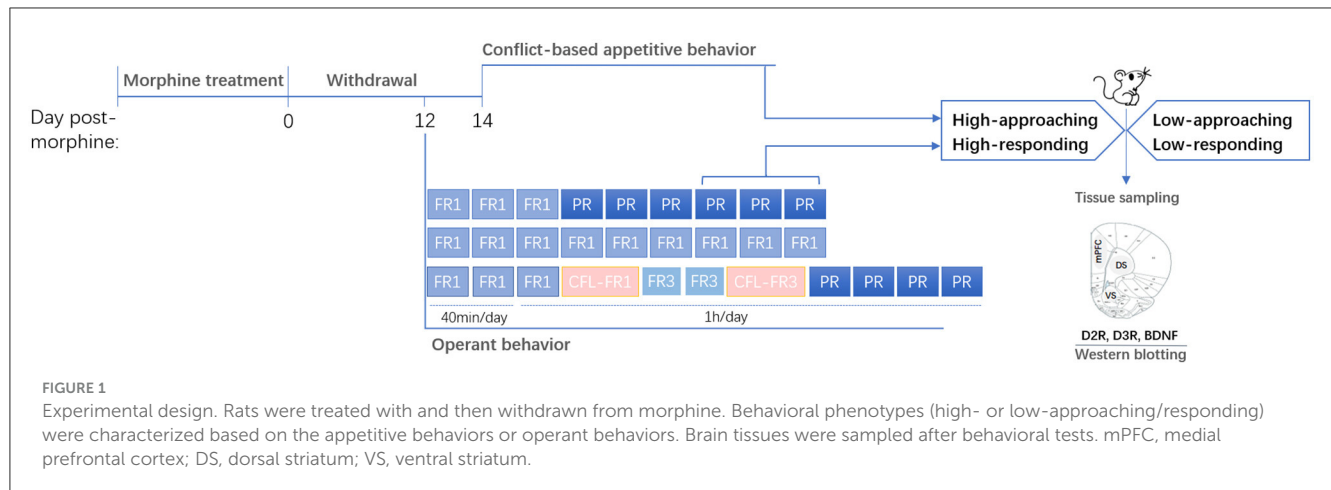 Conflict-based appetitive behavior
Morphine treatment
Withdrawal
Day post-
morphine:
0
12
14
High-approaching
High-responding
Low-approaching
Low-responding
FR1 FR1 FR1 PR PR PR PR PR PR
FR1 FR1 FR1 FR1 FR1 FR1 FR1 FR1 FR1
FR1 FR1 FR1 CFL-FR1 FR3 FR3 CFL-FR3 PR PR PR PR
40min/day
1h/day
Operant behavior
Tissue sampling
mPFC
DS
VS
D2R, D3R, BDNF
Western blotting
FIGURE 1
Experimental design. Rats were treated with and then withdrawn from morphine. Behavioral phenotypes (high- or low-approaching/responding)
were characterized based on the appetitive behaviors or operant behaviors. Brain tissues were sampled after behavioral tests. mPFC, medial
prefrontal cortex; DS, dorsal striatum; VS, ventral striatum.